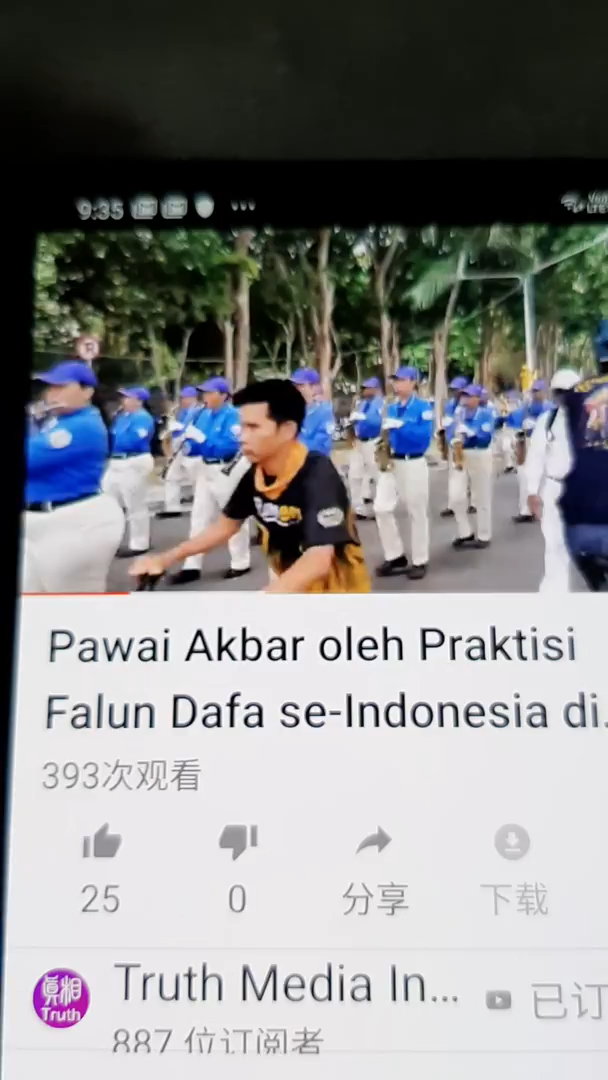 9:35
Pawai Akbar oleh Praktisi
Falun Dafa se-Indonesia di.
393次观看
25
0
分享
下载
真相
Truth
Truth Media In...
已订
887 位订阅者